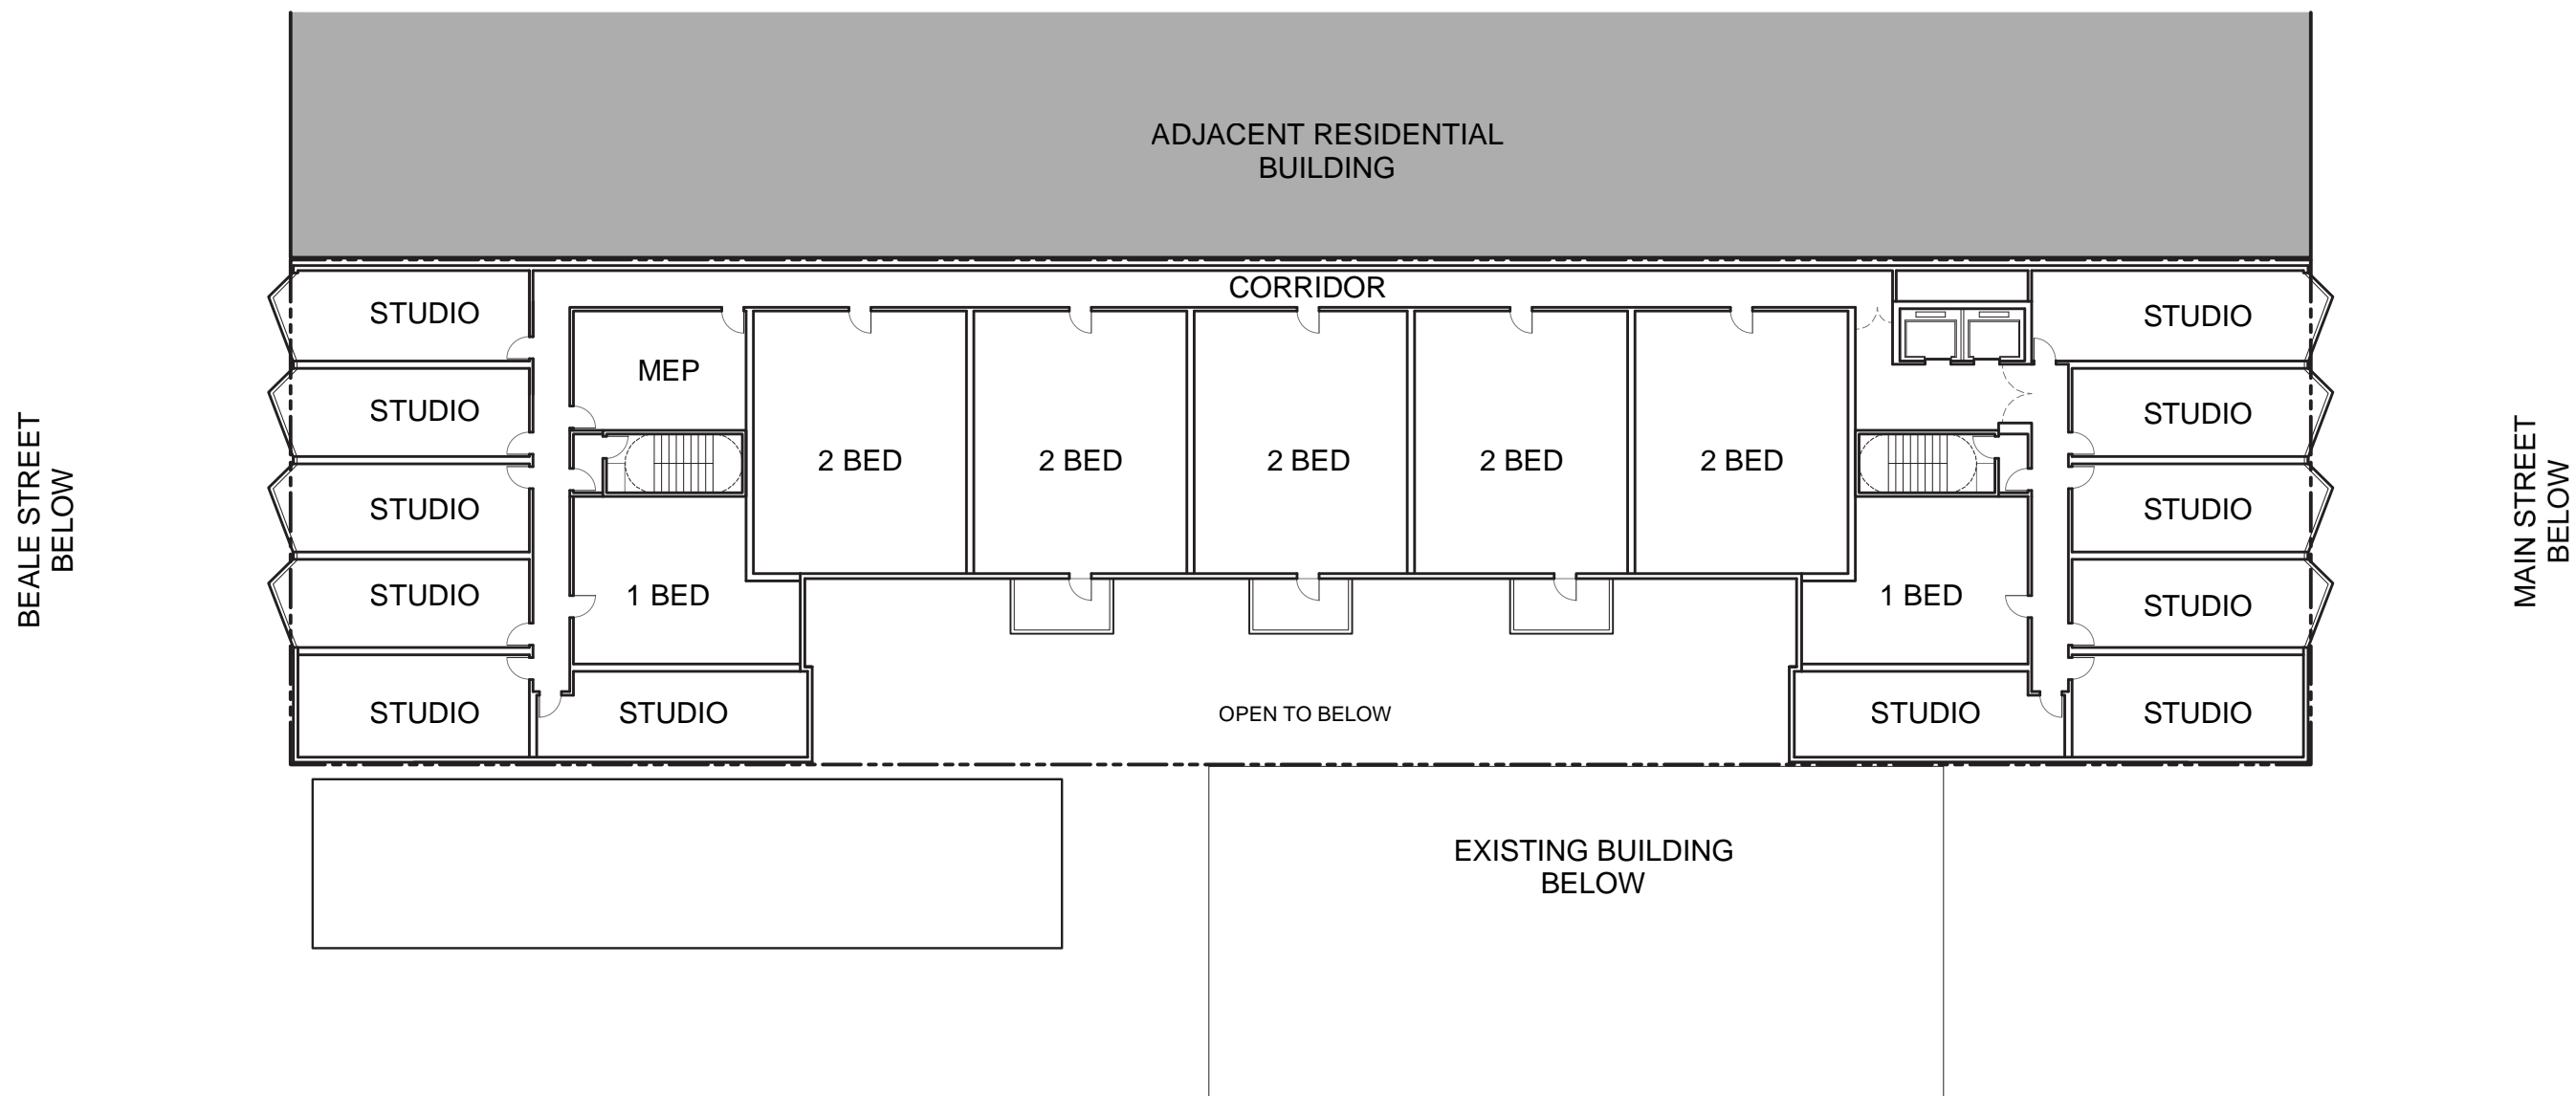 ADJACENT RESIDENTIAL
BUILDING
CORRIDOR
STUDIO
STUDIO
MEP
STUDIO
STUDIO
2 BED
2 BED
2 BED
2 BED
2 BED
STUDIO
STUDIO
BEALE STREET
BELOW
MAIN STREET
BELOW
STUDIO
1 BED
1 BED
STUDIO
STUDIO
STUDIO
OPEN TO BELOW
STUDIO
STUDIO
EXISTING BUILDING
BELOW